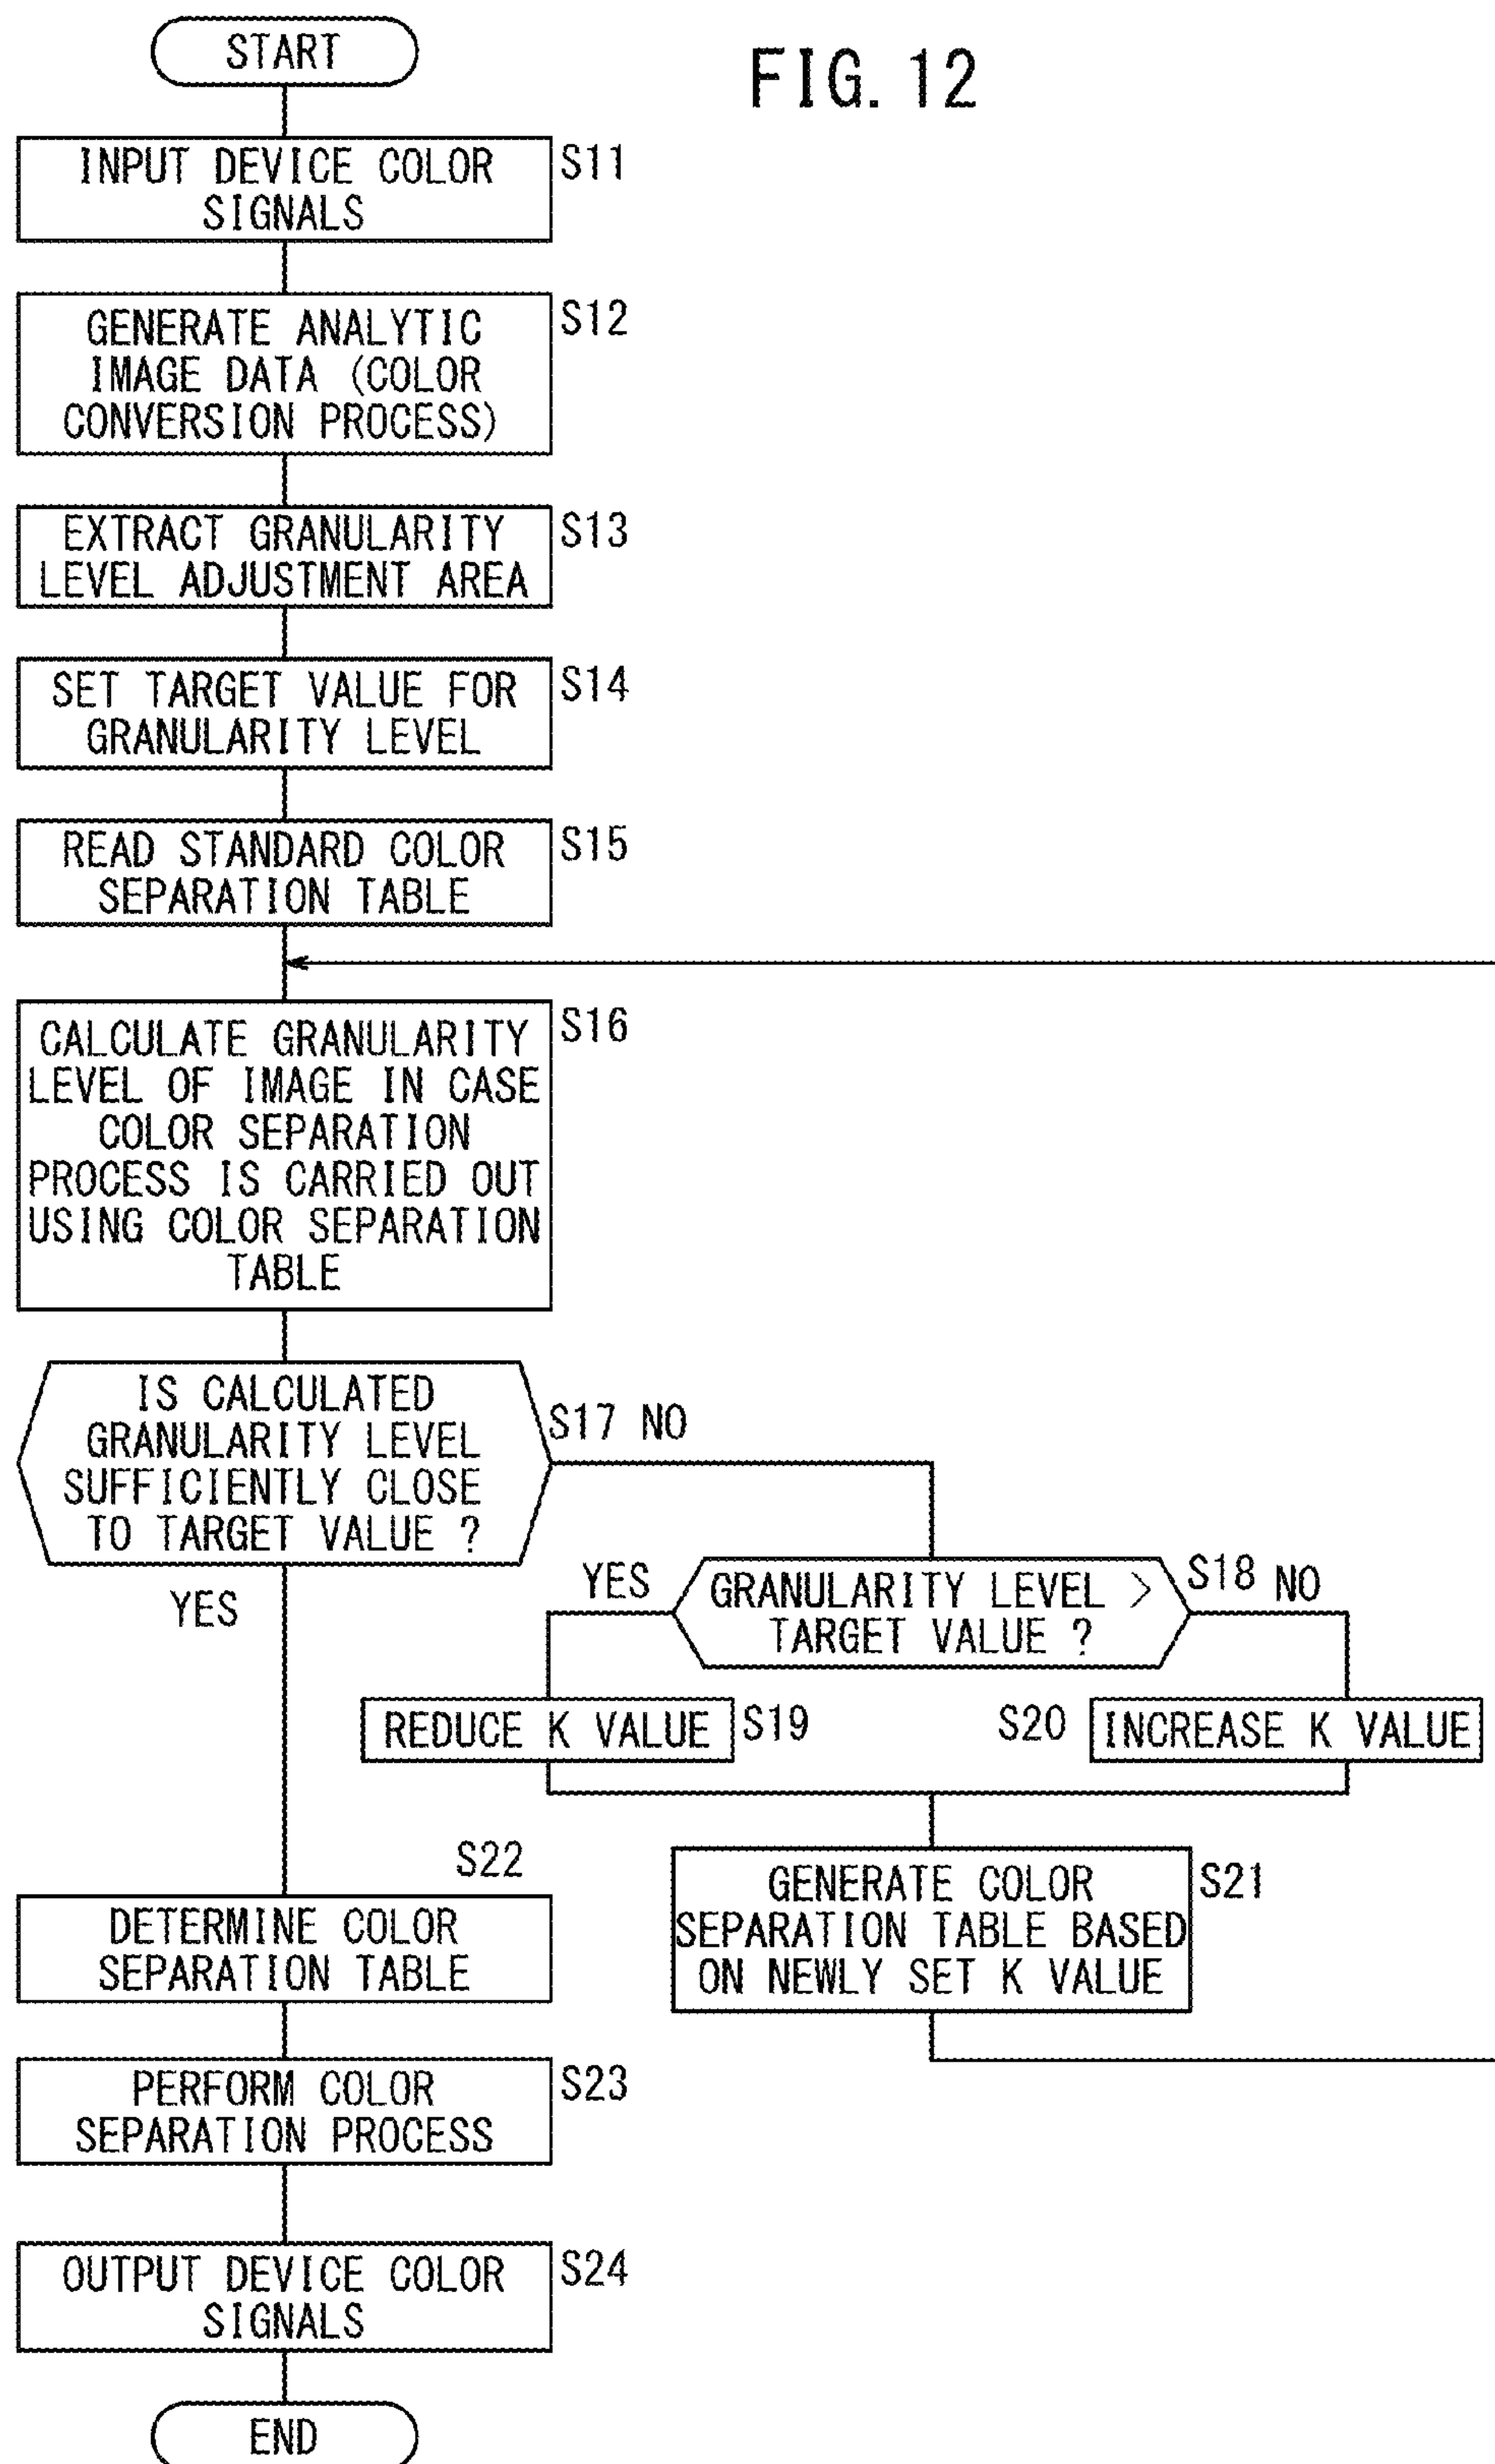 START
FIG. 12
INPUT DEVICE COLOR
SIGNALS
S11
GENERATE ANALYTIC
IMAGE DATA (COLOR
CONVERSION PROCESS)
S12
EXTRACT GRANULARITY
LEVEL ADJUSTMENT AREA
S13
SET TARGET VALUE FOR
GRANULARITY LEVEL
S14
READ STANDARD COLOR
SEPARATION TABLE
S15
CALCULATE GRANULARITY
LEVEL OF IMAGE IN CASE
COLOR SEPARATION
PROCESS IS CARRIED OUT
USING COLOR SEPARATION
TABLE
S16
IS CALCULATED
GRANULARITY LEVEL
SUFFICIENTLY CLOSE
TO TARGET VALUE ?
S17 NO
YES
YES
GRANULARITY LEVEL >
TARGET VALUE ?
S18 NO
REDUCE K VALUE
S19
S20
INCREASE K VALUE
GENERATE COLOR
SEPARATION TABLE BASED
ON NEWLY SET K VALUE
S21
S22
DETERMINE COLOR
SEPARATION TABLE
PERFORM COLOR
SEPARATION PROCESS
S23
OUTPUT DEVICE COLOR
SIGNALS
S24
END